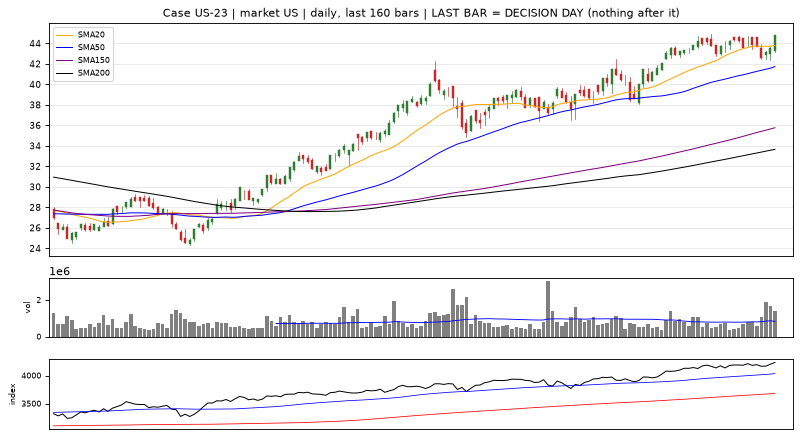 Case US-23 | market US | daily, last 160 bars | LAST BAR = DECISION DAY (nothing after it)
SMA20
SMA50
SMA150
SMA200
44
42
40
38
36
34
32
30
28
26
24
1e6
vol
2
0
index
4000
3500